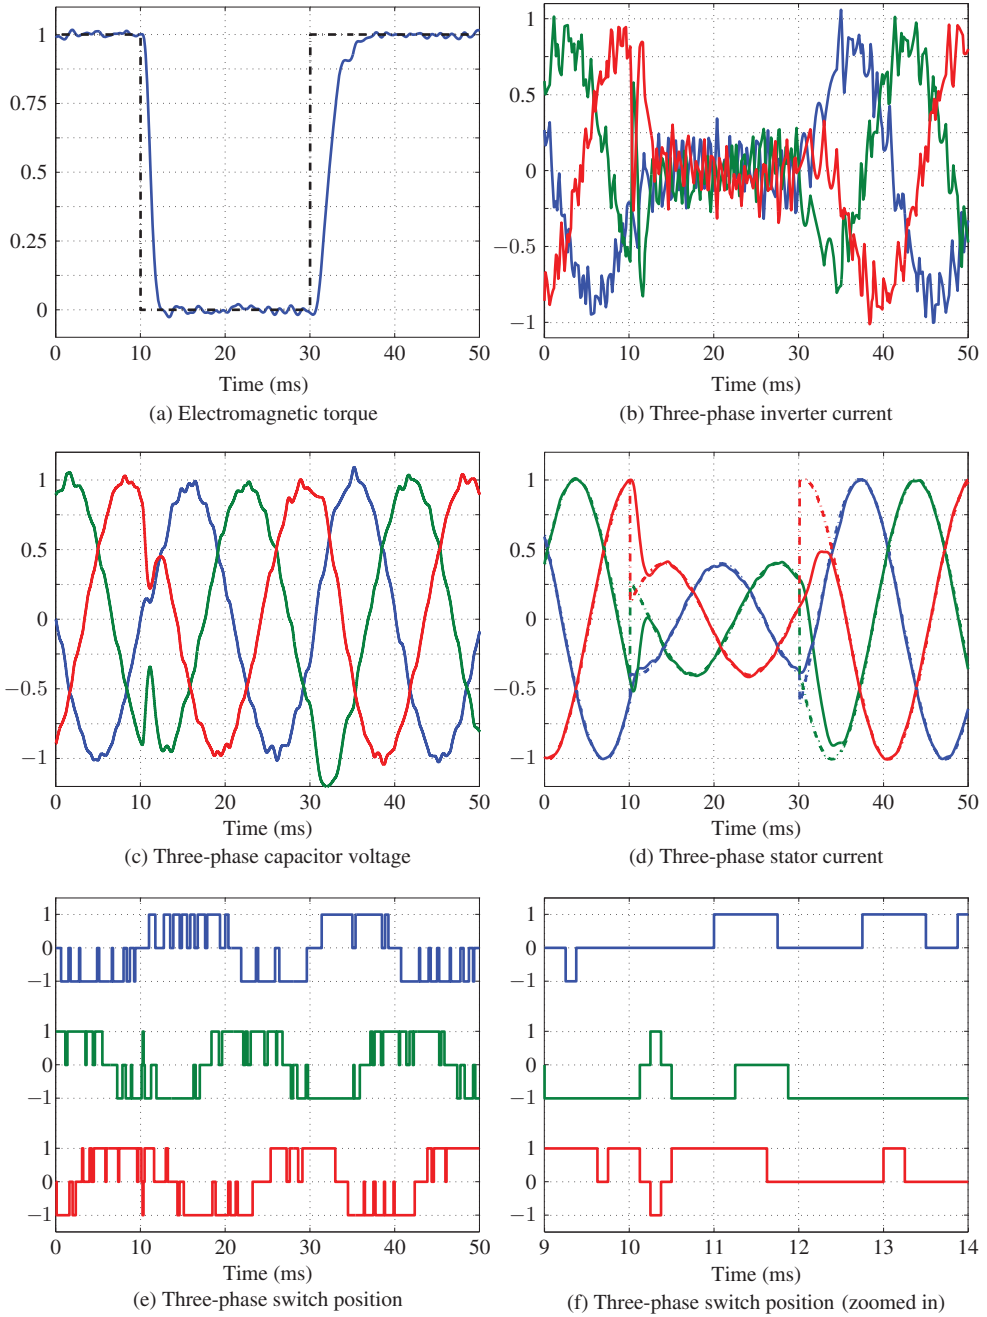 1
0.75
0.5
0.25
0
0 10 20 30 40 50
Time (ms)
(a) Electromagnetic torque
1
0.5
0
−0.5
−1
0 10 20 30 40 50
Time (ms)
(b) Three-phase inverter current
1
0.5
0
−0.5
−1
0 10 20 30 40 50
Time (ms)
(c) Three-phase capacitor voltage
1
0.5
0
−0.5
−1
0 10 20 30 40 50
Time (ms)
(d) Three-phase stator current
1
0
−1
1
0
−1
1
0
−1
0 10 20 30 40 50
Time (ms)
(e) Three-phase switch position
1
0
−1
1
0
−1
1
0
−1
9 10 11 12 13 14
Time (ms)
(f) Three-phase switch position (zoomed in)